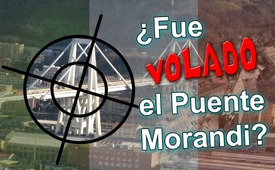 ¿Fue
VOLADO
el Puente
Morandi?